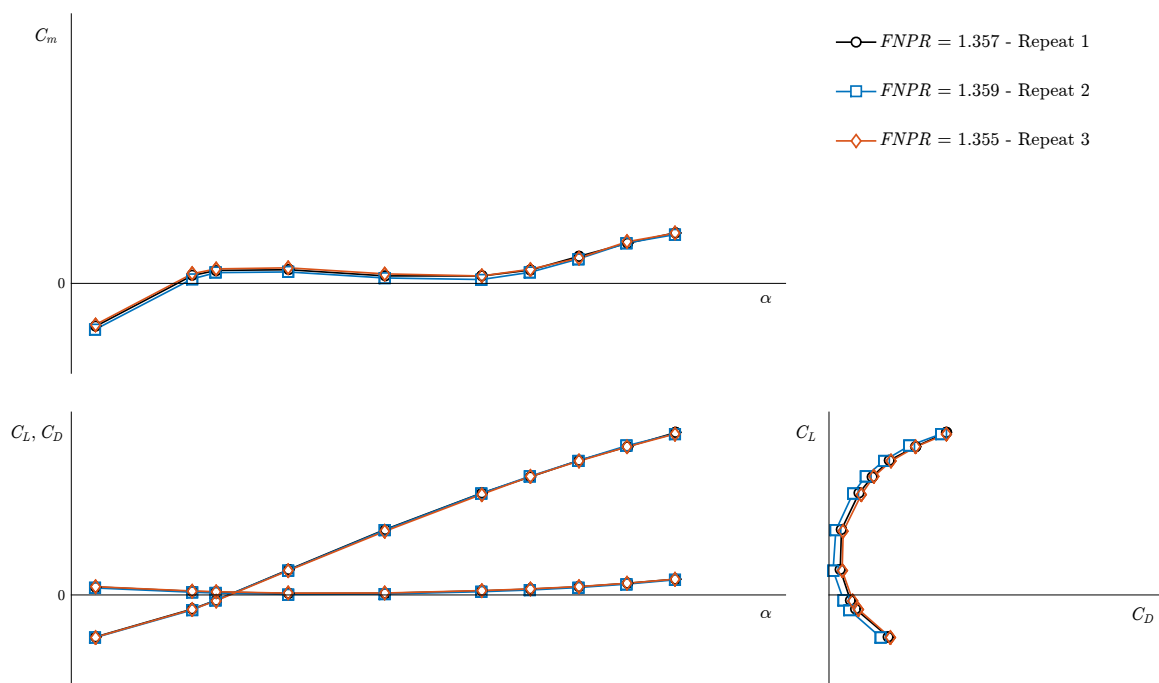 C_m
FNPR = 1.357 - Repeat 1
FNPR = 1.359 - Repeat 2
FNPR = 1.355 - Repeat 3
0
α
C_L, C_D
C_L
0
α
C_D